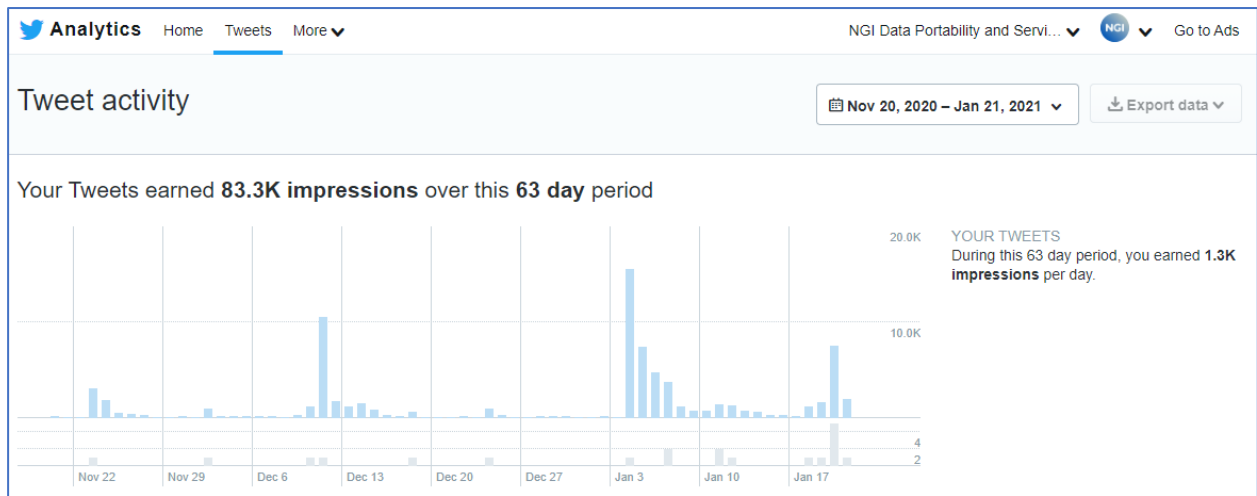 Analytics Home Tweets More NGI Data Portability and Servi... NGI Go to Ads
Tweet activity
Nov 20, 2020 – Jan 21, 2021 Export data
Your Tweets earned 83.3K impressions over this 63 day period
20.0K
YOUR TWEETS
During this 63 day period, you earned 1.3K
impressions per day.
10.0K
4
2
Nov 22 Nov 29 Dec 6 Dec 13 Dec 20 Dec 27 Jan 3 Jan 10 Jan 17